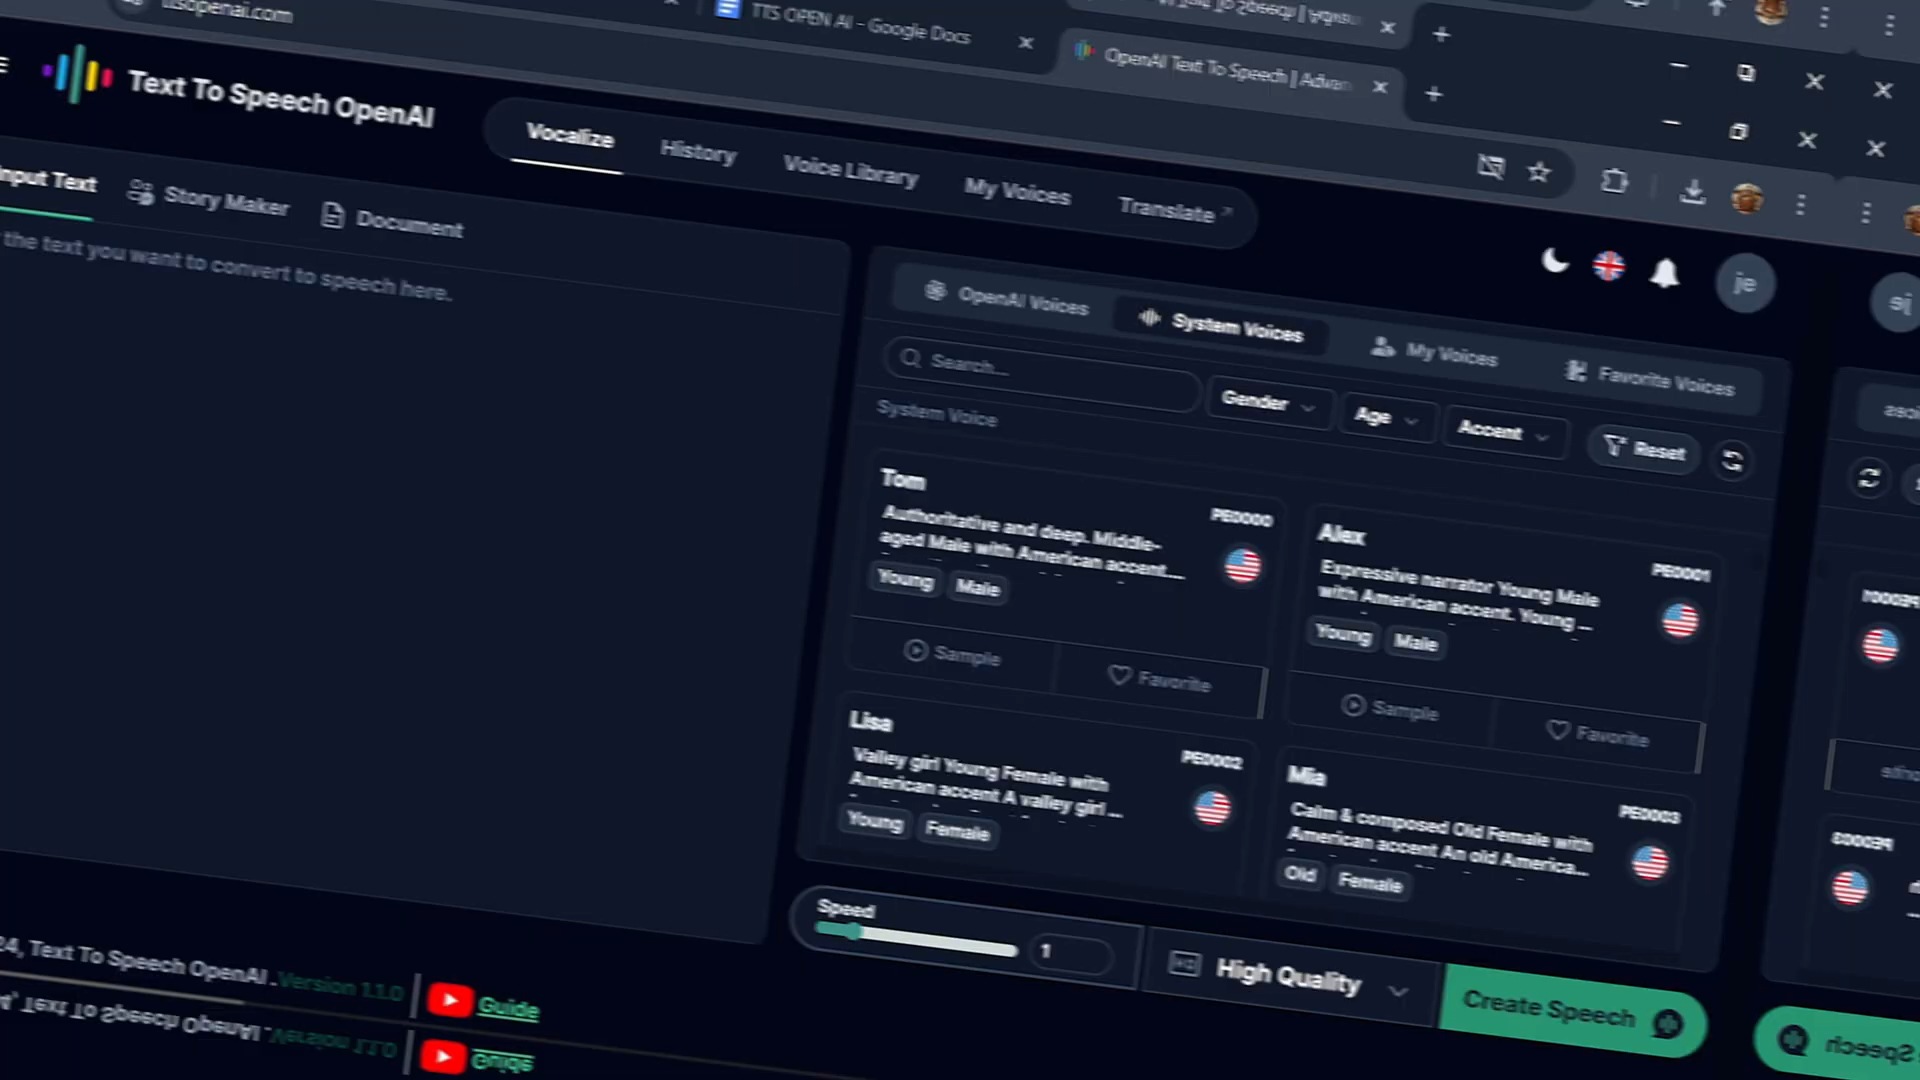 ttsopenai.com
TTS OPEN AI - Google Docs
OpenAI Text To Speech | Advan
Text To Speech OpenAI
Vocalize
History
Voice Library
My Voices
Translate
Input Text
Story Maker
Document
the text you want to convert to speech here.
je
OpenAI Voices
System Voices
My Voices
Favorite Voices
Search...
Gender
Age
Accent
Reset
System Voice
Tom
PE0000
Authoritative and deep. Middle-
aged Male with American accent....
Young
Male
Sample
Favorite
Alex
PE0001
Expressive narrator Young Male
with American accent. Young ...
Young
Male
Sample
Favorite
Lisa
PE0002
Valley girl Young Female with
American accent A valley girl ...
Young
Female
Mia
PE0003
Calm & composed Old Female with
American accent An old America...
Old
Female
Speed
1
High Quality
Create Speech
24, Text To Speech OpenAI. Version 1.1.0
Guide